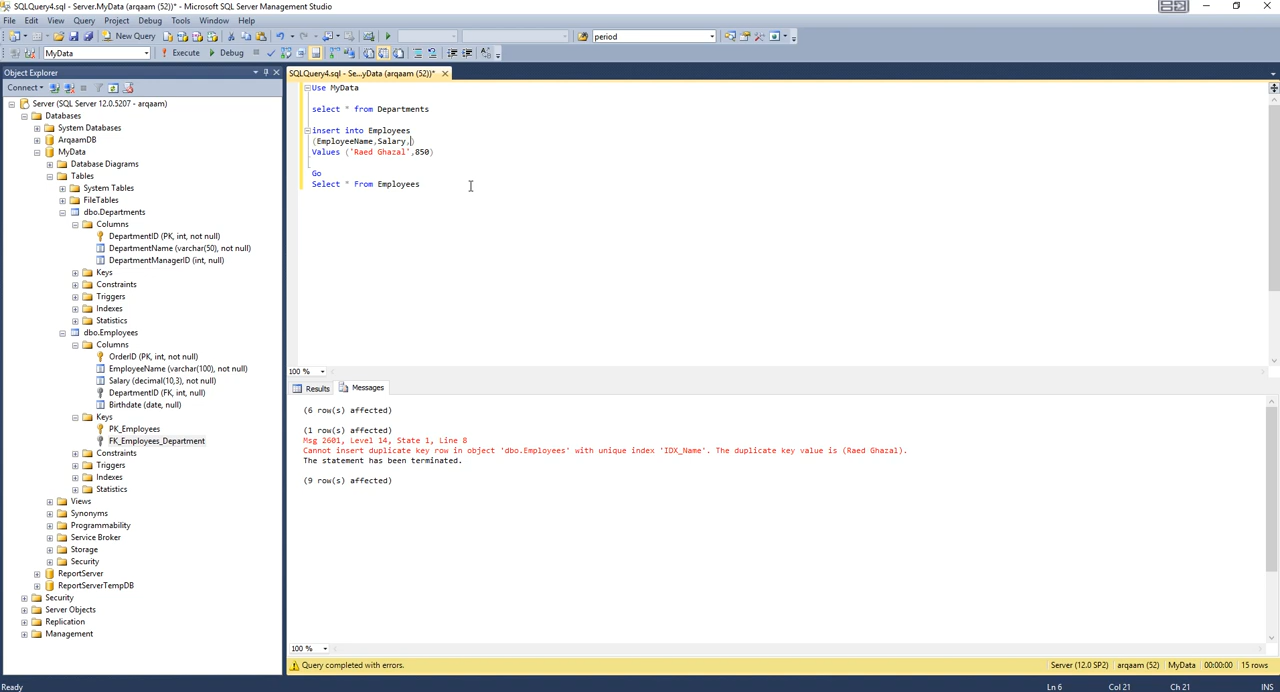 SQLQuery4.sql - Server.MyData (arqaam (52))* - Microsoft SQL Server Management Studio
File Edit View Query Project Debug Tools Window Help
New Query
period
MyData
Execute
Debug
Object Explorer
Connect
Server (SQL Server 12.0.5207 - arqaam)
Databases
System Databases
ArqaamDB
MyData
Database Diagrams
Tables
System Tables
FileTables
dbo.Departments
Columns
DepartmentID (PK, int, not null)
DepartmentName (varchar(50), not null)
DepartmentManagerID (int, null)
Keys
Constraints
Triggers
Indexes
Statistics
dbo.Employees
Columns
OrderID (PK, int, not null)
EmployeeName (varchar(100), not null)
Salary (decimal(10,3), not null)
DepartmentID (FK, int, null)
Birthdate (date, null)
Keys
PK_Employees
FK_Employees_Department
Constraints
Triggers
Indexes
Statistics
Views
Synonyms
Programmability
Service Broker
Storage
Security
ReportServer
ReportServerTempDB
Security
Server Objects
Replication
Management
SQLQuery4.sql - Se...yData (arqaam (52))*
Use MyData
select * from Departments
insert into Employees
(EmployeeName,Salary,)
Values ('Raed Ghazal',850)
Go
Select * From Employees
100 %
Results
Messages
(6 row(s) affected)
(1 row(s) affected)
Msg 2601, Level 14, State 1, Line 8
Cannot insert duplicate key row in object 'dbo.Employees' with unique index 'IDX_Name'. The duplicate key value is (Raed Ghazal).
The statement has been terminated.
(9 row(s) affected)
100 %
Query completed with errors.
Server (12.0 SP2)
arqaam (52)
MyData
00:00:00
15 rows
Ready
Ln 6
Col 21
Ch 21
INS